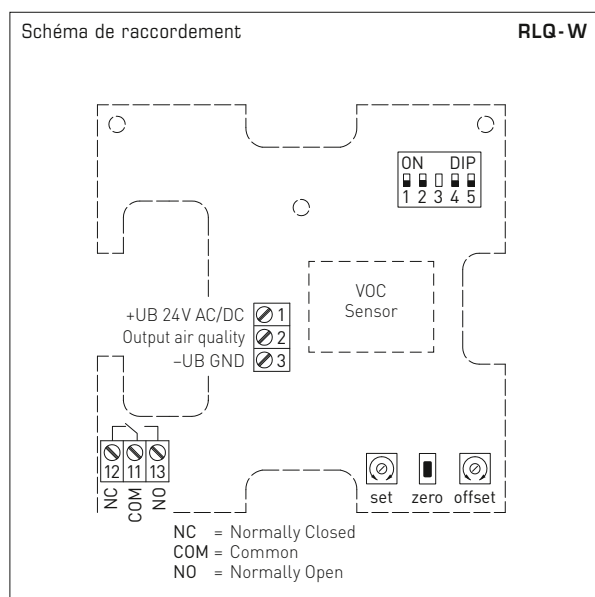 Schéma de raccordement RLQ-W
ON DIP
1 2 3 4 5
VOC
Sensor
+UB 24V AC/DC 1
Output air quality 2
–UB GND 3
12 11 13
NC COM NO
set zero offset
NC = Normally Closed
COM = Common
NO = Normally Open